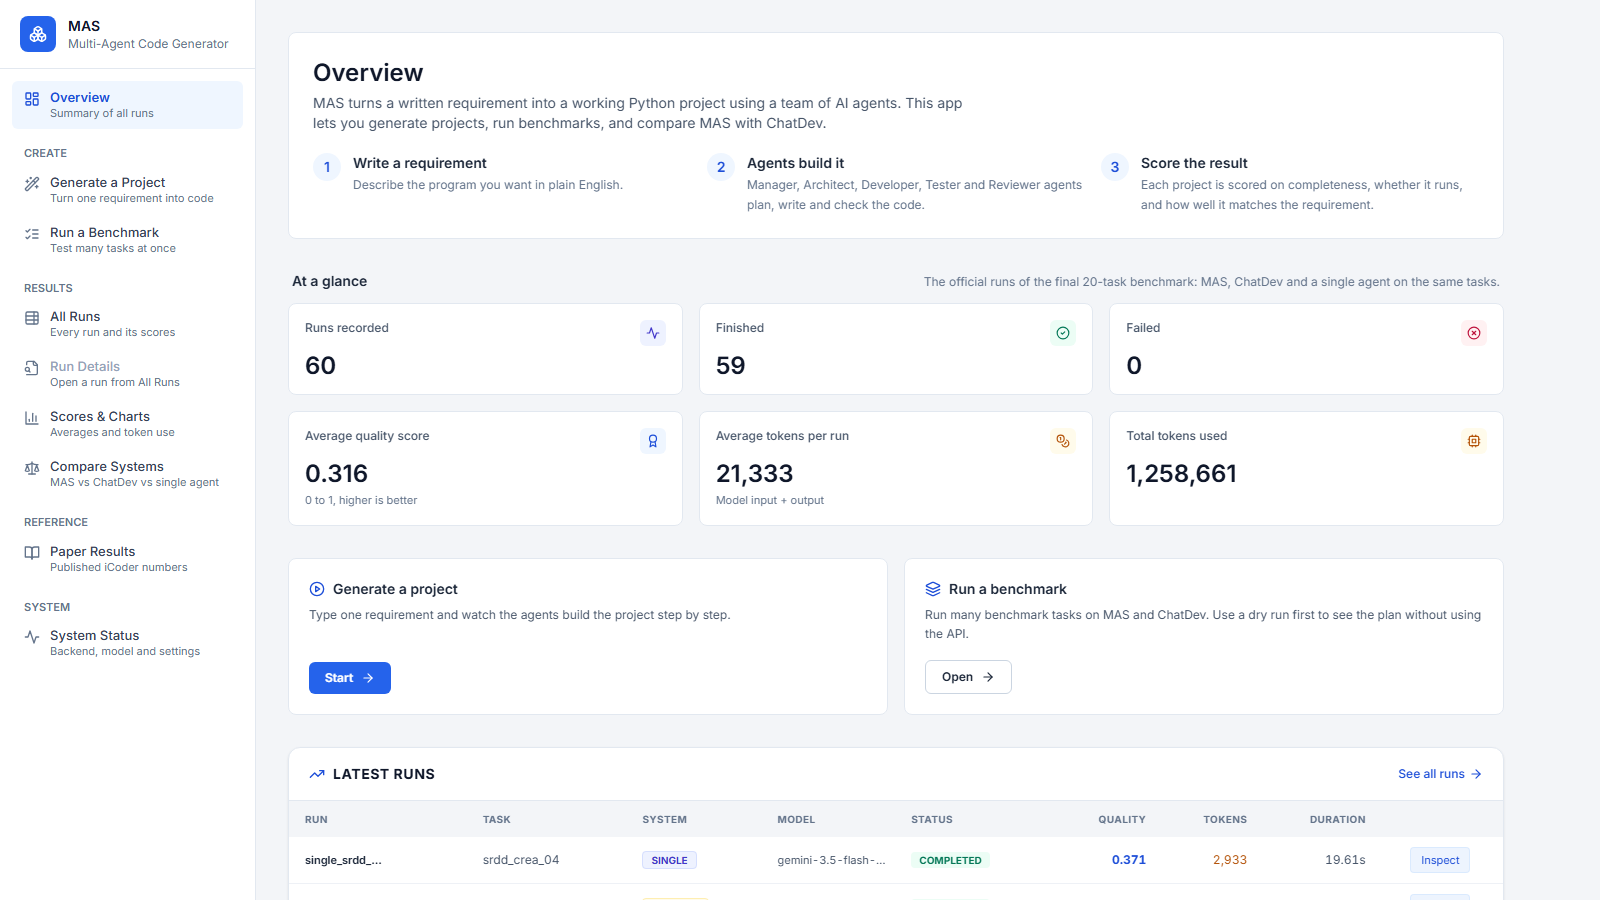 MAS
Multi-Agent Code Generator
Overview
Summary of all runs
CREATE
Generate a Project
Turn one requirement into code
Run a Benchmark
Test many tasks at once
RESULTS
All Runs
Every run and its scores
Run Details
Open a run from All Runs
Scores & Charts
Averages and token use
Compare Systems
MAS vs ChatDev vs single agent
REFERENCE
Paper Results
Published iCoder numbers
SYSTEM
System Status
Backend, model and settings
Overview
MAS turns a written requirement into a working Python project using a team of AI agents. This app
lets you generate projects, run benchmarks, and compare MAS with ChatDev.
1 Write a requirement
Describe the program you want in plain English.
2 Agents build it
Manager, Architect, Developer, Tester and Reviewer agents
plan, write and check the code.
3 Score the result
Each project is scored on completeness, whether it runs,
and how well it matches the requirement.
At a glance
The official runs of the final 20-task benchmark: MAS, ChatDev and a single agent on the same tasks.
Runs recorded
60
Finished
59
Failed
0
Average quality score
0.316
0 to 1, higher is better
Average tokens per run
21,333
Model input + output
Total tokens used
1,258,661
Generate a project
Type one requirement and watch the agents build the project step by step.
Start
Run a benchmark
Run many benchmark tasks on MAS and ChatDev. Use a dry run first to see the plan without using
the API.
Open
LATEST RUNS
See all runs
RUN TASK SYSTEM MODEL STATUS QUALITY TOKENS DURATION
single_srdd_... srdd_crea_04 SINGLE gemini-3.5-flash-... COMPLETED 0.371 2,933 19.61s Inspect